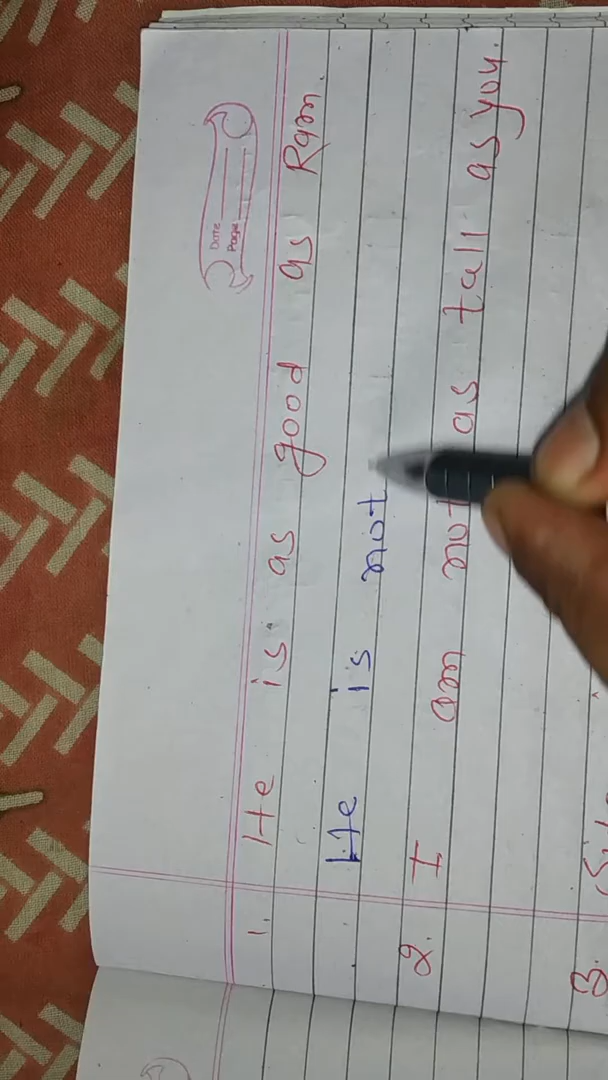 Date
Page
1. He is as good as Ram.
He is not
2. I am not as tall as you.
3.